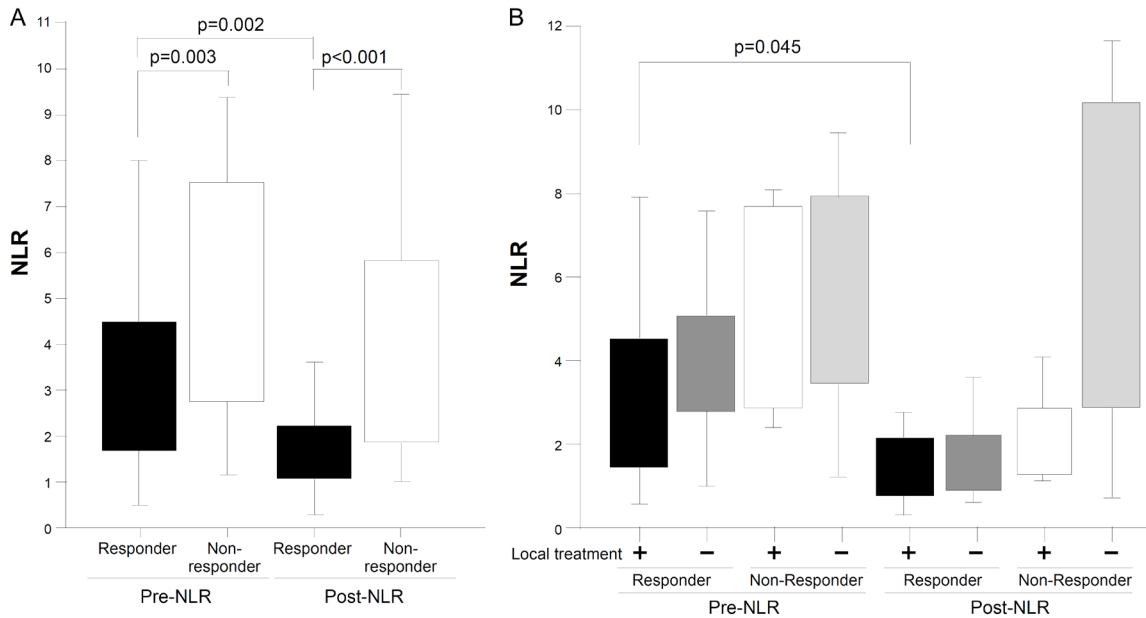 A
NLR
11
10
9
8
7
6
5
4
3
2
1
0
p=0.002
p=0.003
p<0.001
Responder
Non-
responder
Responder
Non-
responder
Pre-NLR
Post-NLR
B
NLR
12
10
8
6
4
2
0
p=0.045
Local treatment + − + − + − + −
Responder Non-Responder Responder Non-Responder
Pre-NLR Post-NLR